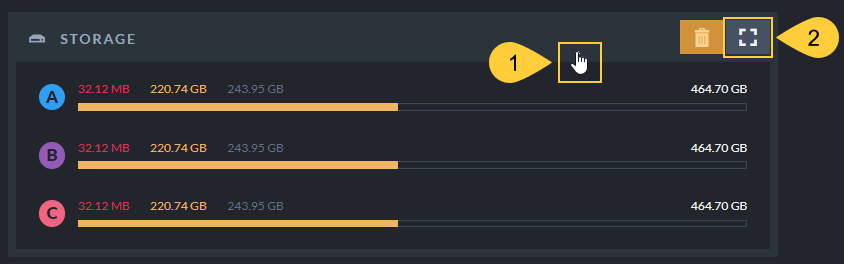 STORAGE
1
2
A 32.12 MB 220.74 GB 243.95 GB 464.70 GB
B 32.12 MB 220.74 GB 243.95 GB 464.70 GB
C 32.12 MB 220.74 GB 243.95 GB 464.70 GB